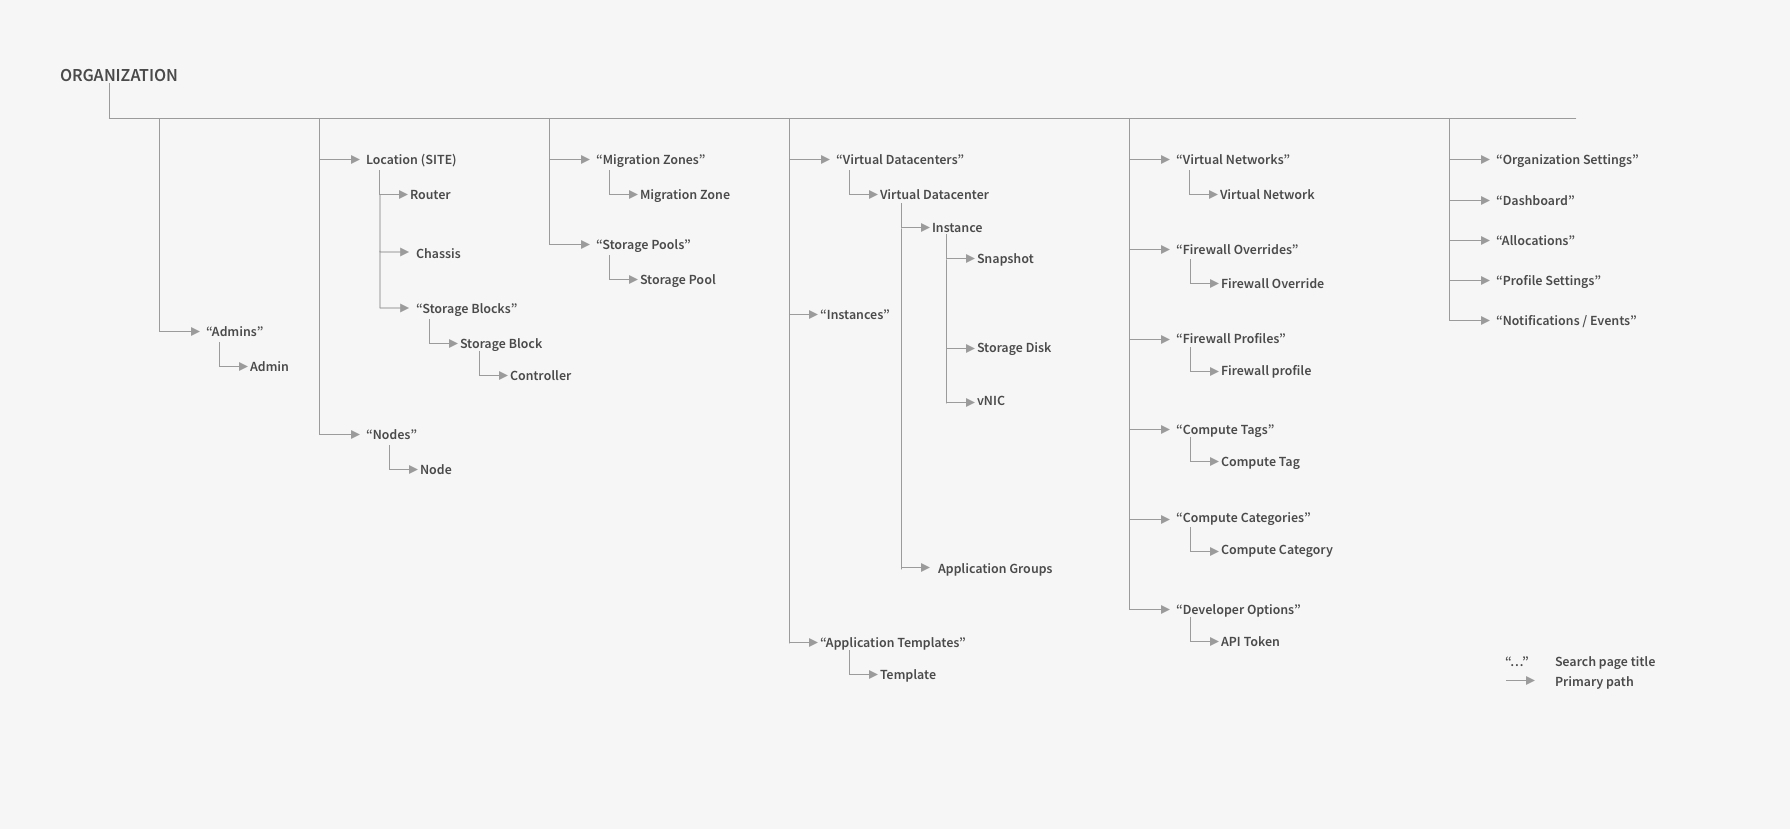 ORGANIZATION
“Admins”
Admin
Location (SITE)
Router
Chassis
“Storage Blocks”
Storage Block
Controller
“Nodes”
Node
“Migration Zones”
Migration Zone
“Storage Pools”
Storage Pool
“Virtual Datacenters”
Virtual Datacenter
Instance
Snapshot
Storage Disk
vNIC
Application Groups
“Instances”
“Application Templates”
Template
“Virtual Networks”
Virtual Network
“Firewall Overrides”
Firewall Override
“Firewall Profiles”
Firewall profile
“Compute Tags”
Compute Tag
“Compute Categories”
Compute Category
“Developer Options”
API Token
“Organization Settings”
“Dashboard”
“Allocations”
“Profile Settings”
“Notifications / Events”
“...” Search page title
Primary path